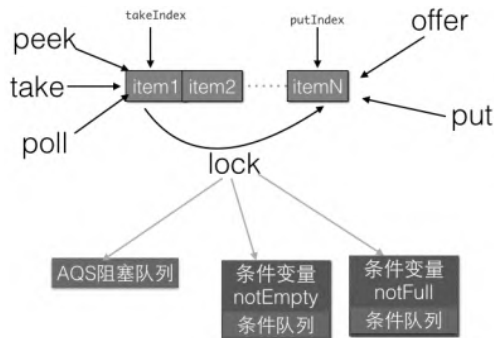 takeIndex
putIndex
offer
peek
take
poll
item1
item2
itemN
put
lock
AQS阻塞队列
条件变量
notEmpty
条件队列
条件变量
notFull
条件队列